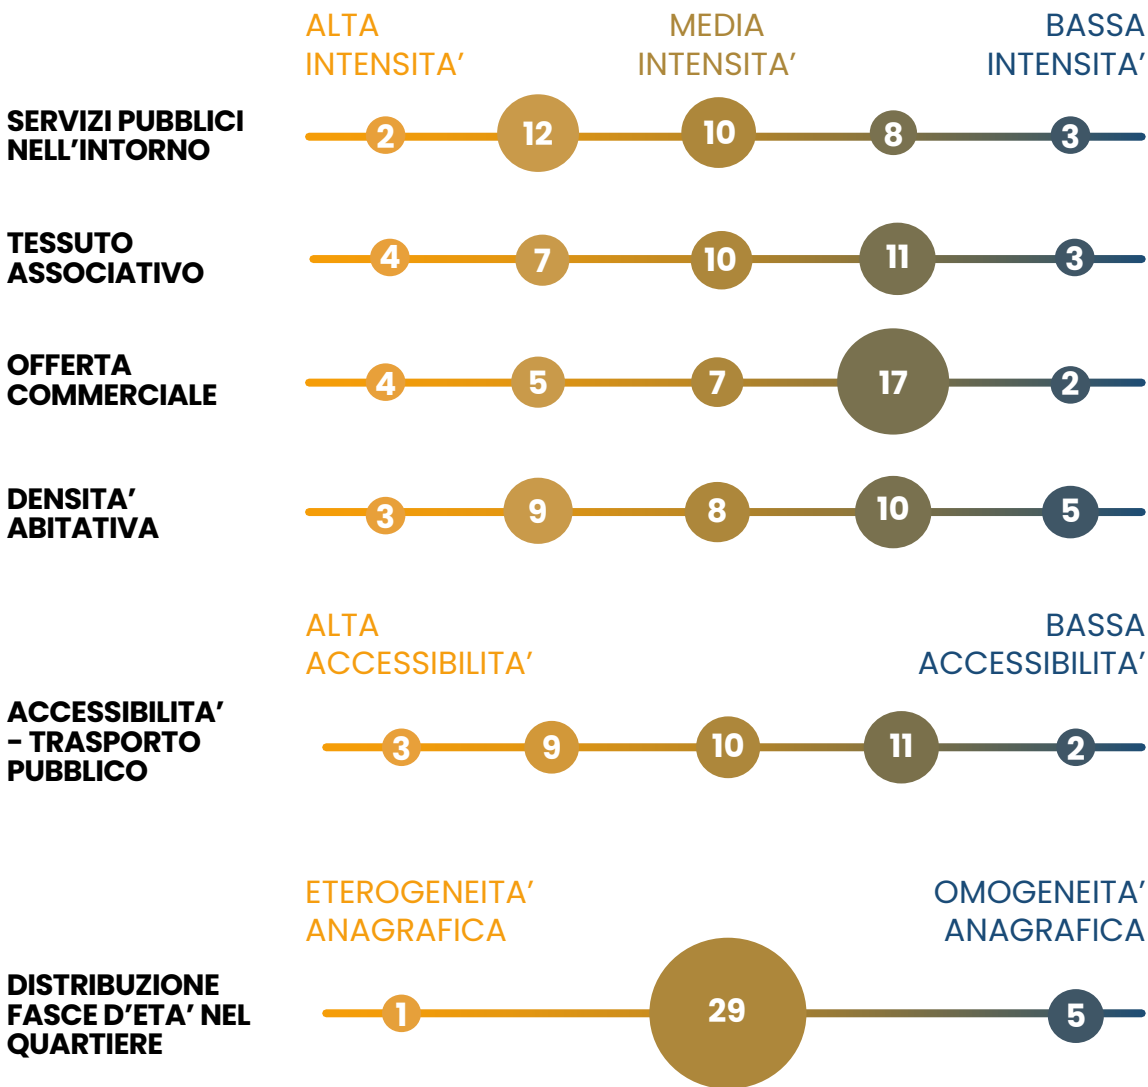 ALTA
INTENSITA’
MEDIA
INTENSITA’
BASSA
INTENSITA’
SERVIZI PUBBLICI
NELL’INTORNO
2 12 10 8 3
TESSUTO
ASSOCIATIVO
4 7 10 11 3
OFFERTA
COMMERCIALE
4 5 7 17 2
DENSITA’
ABITATIVA
3 9 8 10 5
ALTA
ACCESSIBILITA’
BASSA
ACCESSIBILITA’
ACCESSIBILITA’
- TRASPORTO
PUBBLICO
3 9 10 11 2
ETEROGENEITA’
ANAGRAFICA
OMOGENEITA’
ANAGRAFICA
DISTRIBUZIONE
FASCE D’ETA’ NEL
QUARTIERE
1 29 5